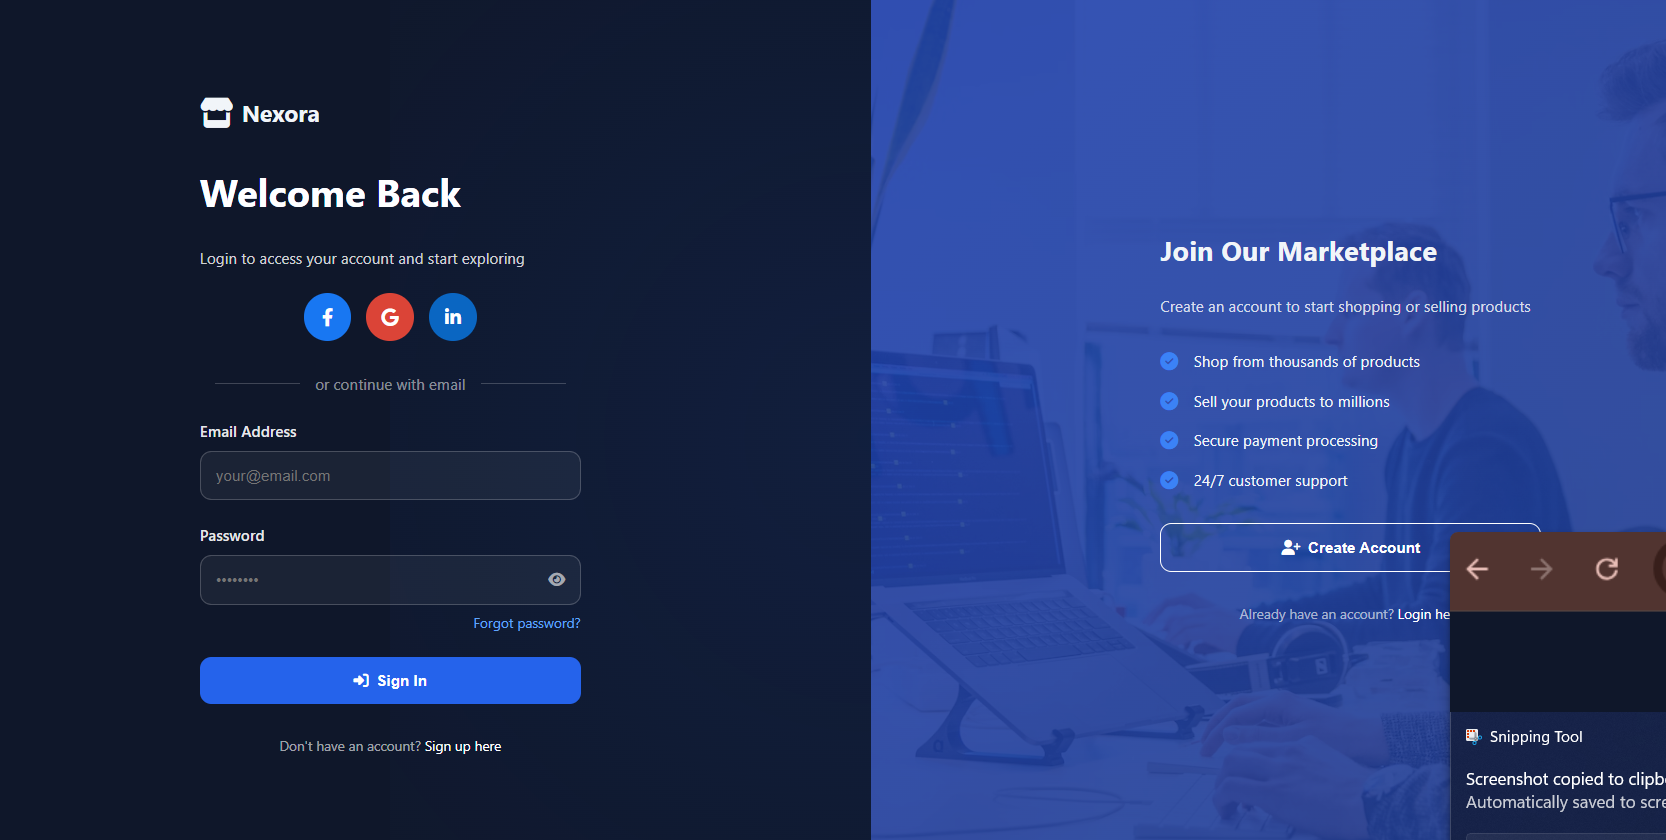 Nexora
Welcome Back
Login to access your account and start exploring
or continue with email
Email Address
your@email.com
Password
Forgot password?
Sign In
Don't have an account? Sign up here
Join Our Marketplace
Create an account to start shopping or selling products
Shop from thousands of products
Sell your products to millions
Secure payment processing
24/7 customer support
Create Account
Already have an account? Login he
Snipping Tool
Screenshot copied to clipb
Automatically saved to scre